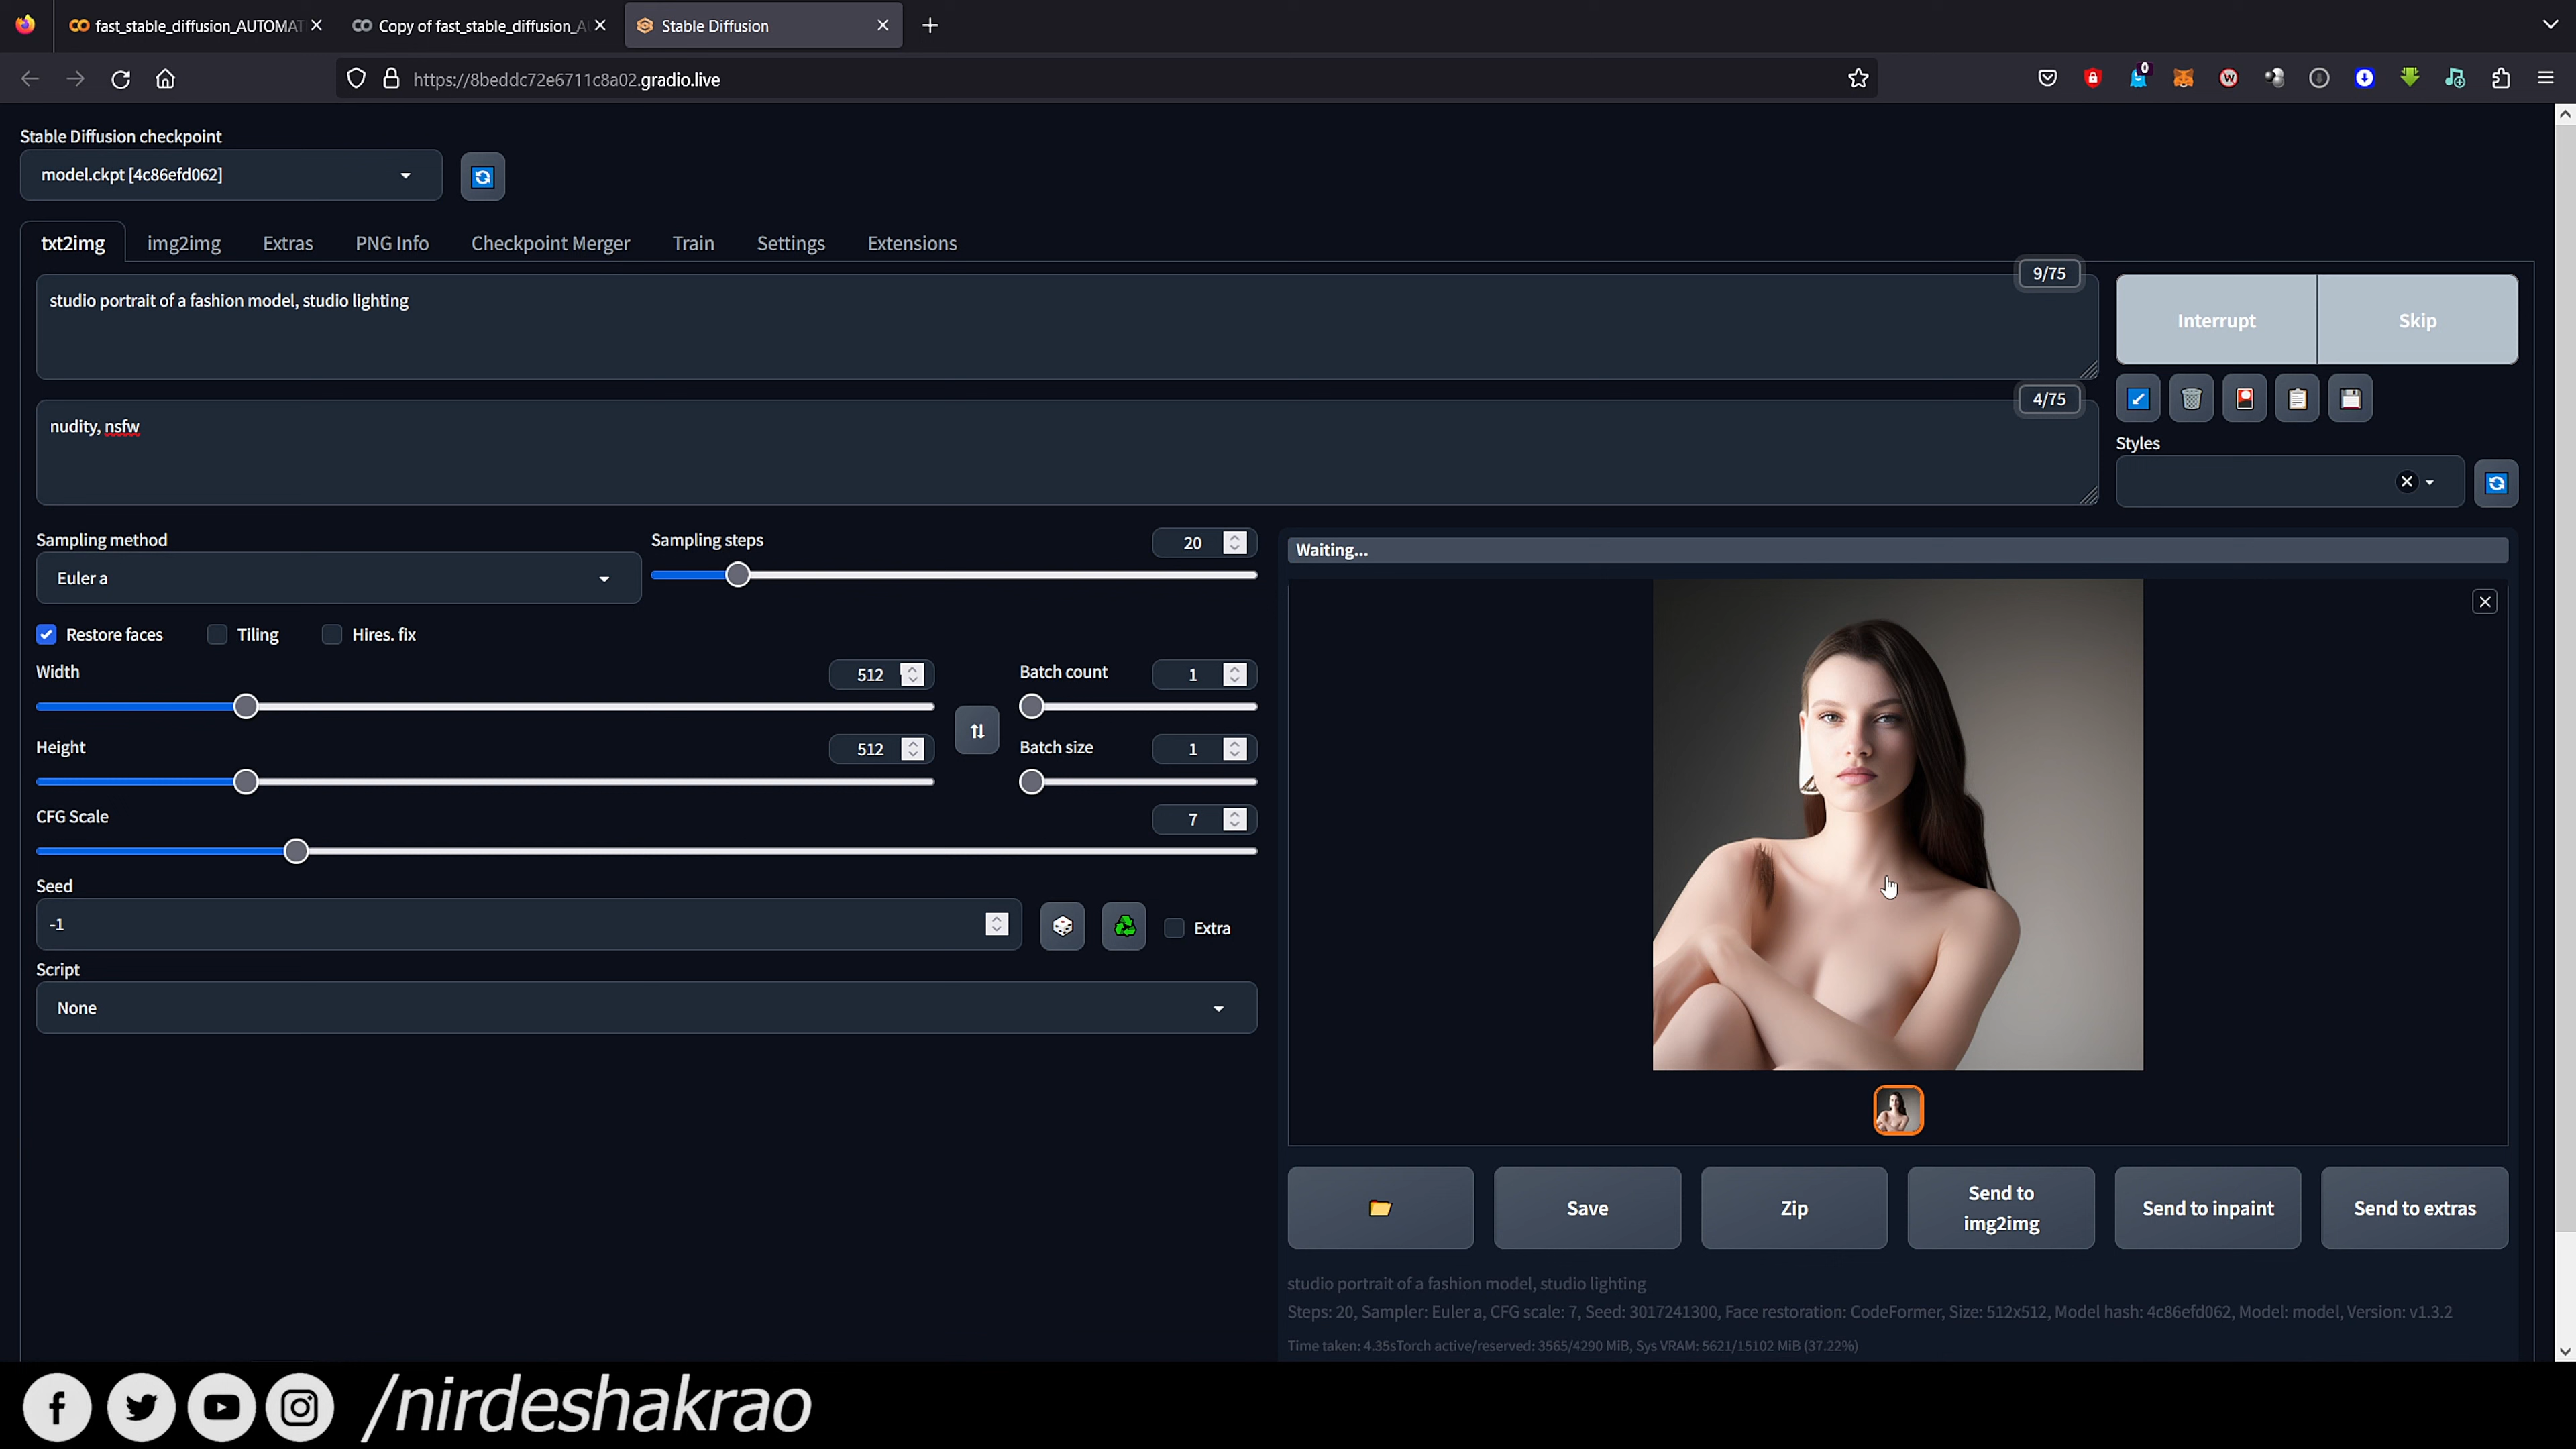 fast_stable_diffusion_AUTOMAT
Copy of fast_stable_diffusion_AU
Stable Diffusion
https://8beddc72e6711c8a02.gradio.live
0
Stable Diffusion checkpoint
model.ckpt [4c86efd062]
txt2img
img2img
Extras
PNG Info
Checkpoint Merger
Train
Settings
Extensions
9/75
studio portrait of a fashion model, studio lighting
Interrupt
Skip
4/75
nudity, nsfw
Styles
Sampling method
Euler a
Sampling steps
20
Waiting...
Restore faces
Tiling
Hires. fix
Width
512
Batch count
1
Height
512
Batch size
1
CFG Scale
7
Seed
-1
Extra
Script
None
Save
Zip
Send to
img2img
Send to inpaint
Send to extras
studio portrait of a fashion model, studio lighting
Steps: 20, Sampler: Euler a, CFG scale: 7, Seed: 3017241300, Face restoration: CodeFormer, Size: 512x512, Model hash: 4c86efd062, Model: model, Version: v1.3.2
Time taken: 4.35sTorch active/reserved: 3565/4290 MiB, Sys VRAM: 5621/15102 MiB (37.22%)
/nirdeshakrao